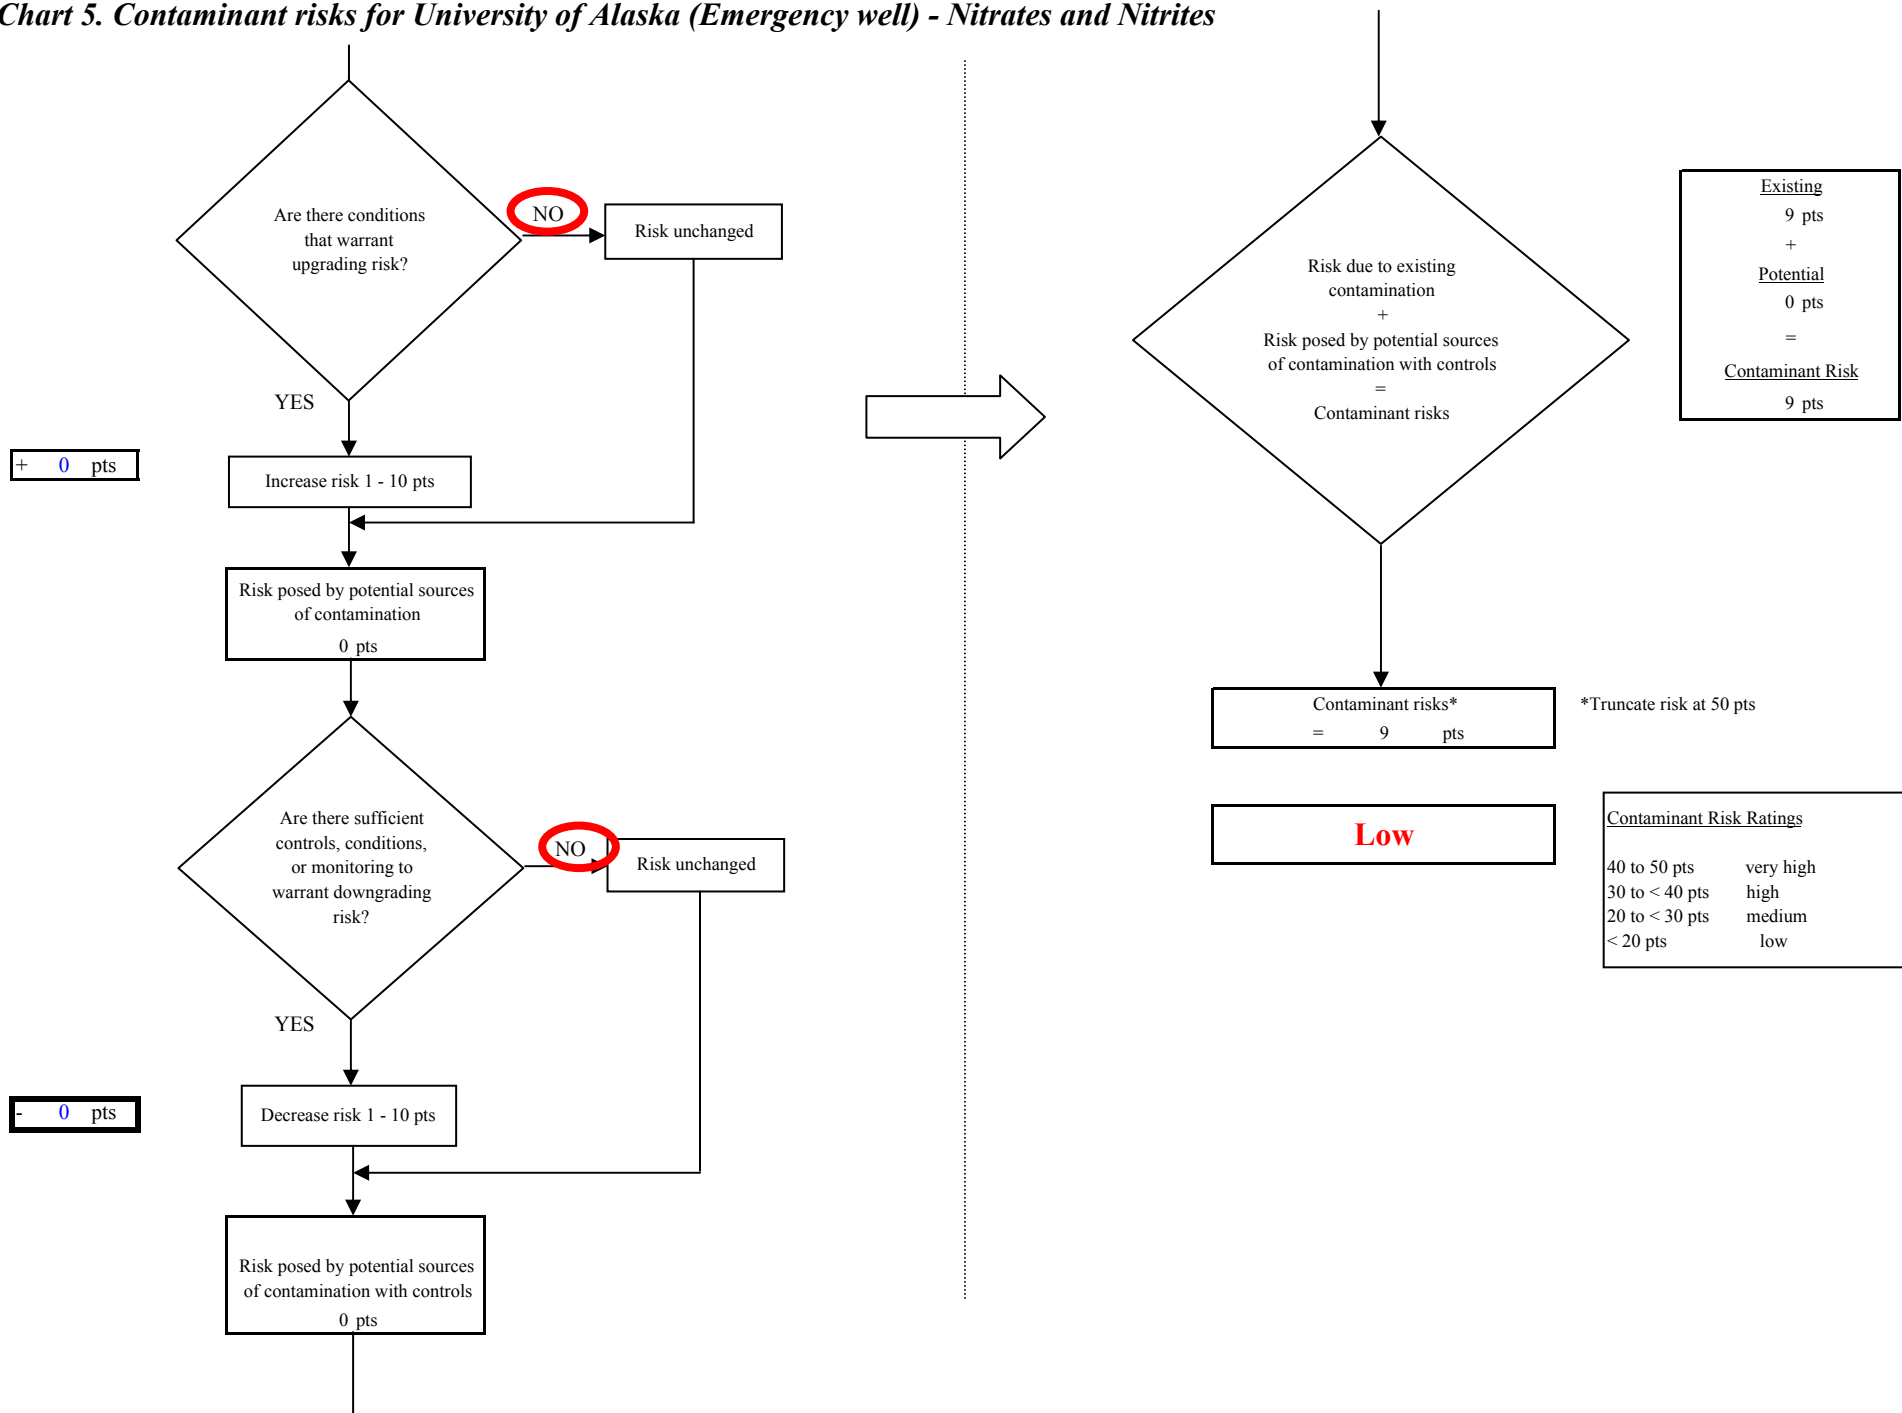 Chart 5. Contaminant risks for University of Alaska (Emergency well) - Nitrates and Nitrites
Are there conditions
that warrant
upgrading risk?
NO
Risk unchanged
YES
+ 0 pts
Increase risk 1 - 10 pts
Risk posed by potential sources
of contamination
0 pts
Are there sufficient
controls, conditions,
or monitoring to
warrant downgrading
risk?
NO
Risk unchanged
YES
- 0 pts
Decrease risk 1 - 10 pts
Risk posed by potential sources
of contamination with controls
0 pts
Risk due to existing
contamination
+
Risk posed by potential sources
of contamination with controls
=
Contaminant risks
Existing
9 pts
+
Potential
0 pts
=
Contaminant Risk
9 pts
Contaminant risks*
= 9 pts
*Truncate risk at 50 pts
Low
Contaminant Risk Ratings
40 to 50 pts very high
30 to < 40 pts high
20 to < 30 pts medium
< 20 pts low